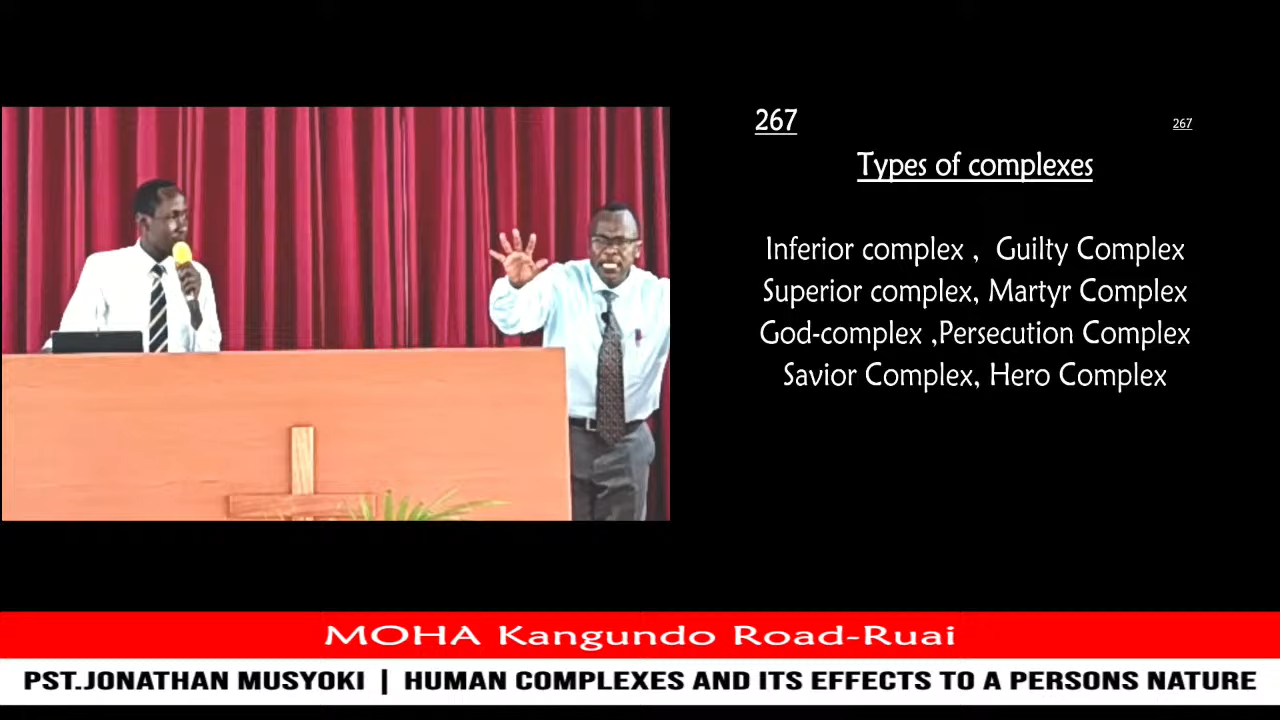 267
267
Types of complexes
Inferior complex , Guilty Complex
Superior complex, Martyr Complex
God-complex ,Persecution Complex
Savior Complex, Hero Complex
MOHA Kangundo Road-Ruai
PST.JONATHAN MUSYOKI | HUMAN COMPLEXES AND ITS EFFECTS TO A PERSONS NATURE